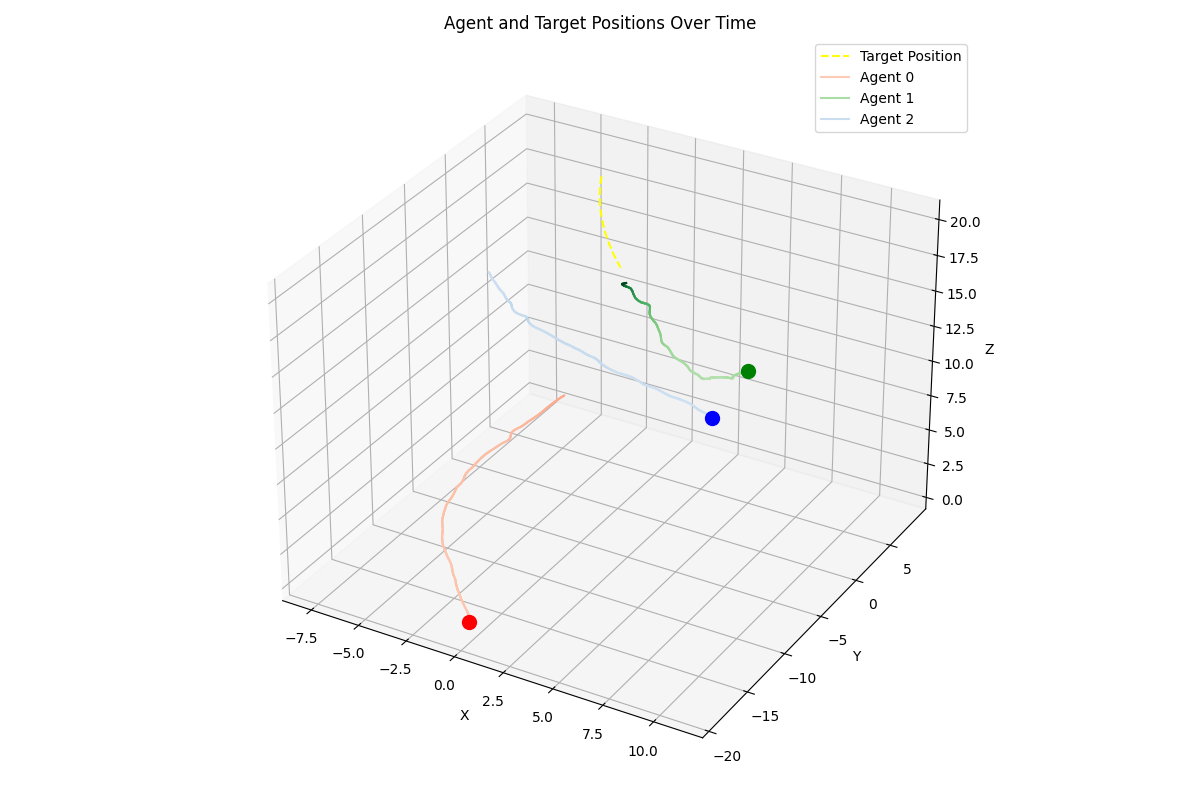 Agent and Target Positions Over Time
Target Position
Agent 0
Agent 1
Agent 2
20.0
17.5
15.0
12.5
10.0
7.5
5.0
2.5
0.0
Z
5
0
−5
−10
−15
−20
Y
−7.5
−5.0
−2.5
0.0
2.5
5.0
7.5
10.0
X